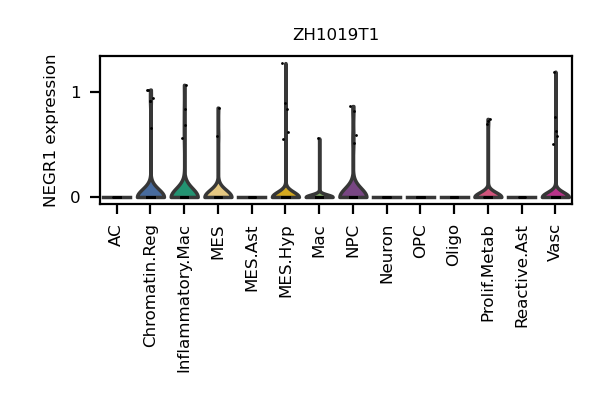 ZH1019T1
NEGR1 expression
1
0
AC
Chromatin.Reg
Inflammatory.Mac
MES
MES.Ast
MES.Hyp
Mac
NPC
Neuron
OPC
Oligo
Prolif.Metab
Reactive.Ast
Vasc